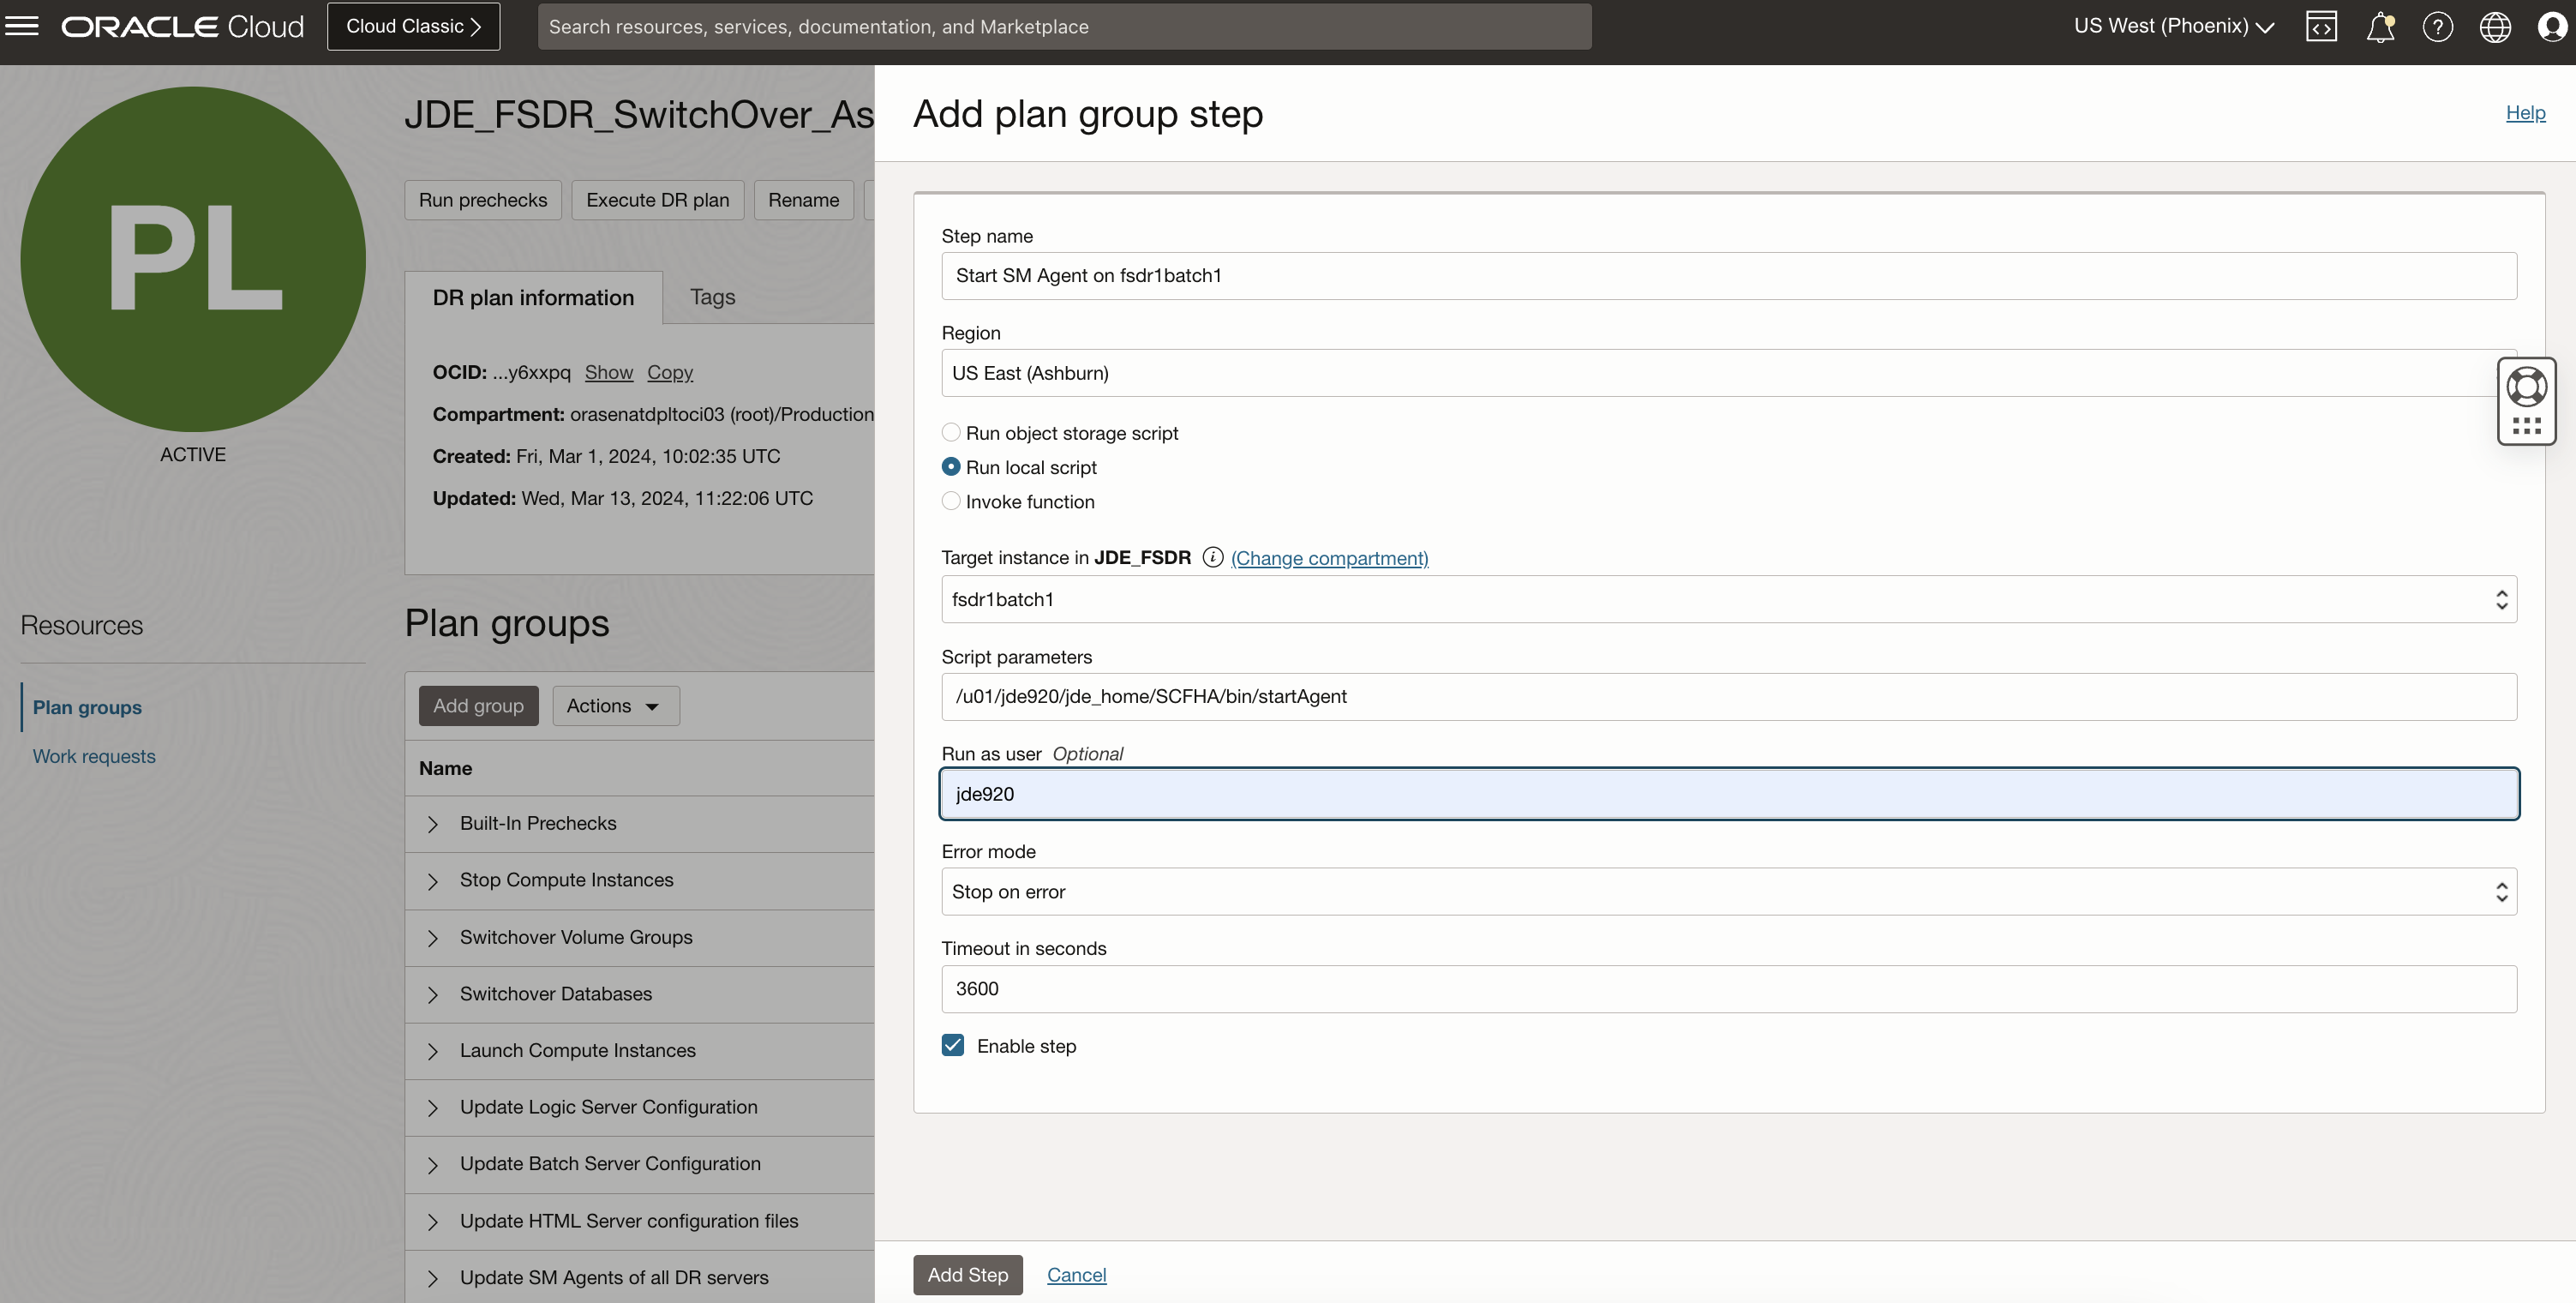 ORACLE Cloud
Cloud Classic
Search resources, services, documentation, and Marketplace
US West (Phoenix)
PL
ACTIVE
Resources
Plan groups
Work requests
JDE_FSDR_SwitchOver_As
Run prechecks
Execute DR plan
Rename
DR plan information
Tags
OCID: ...y6xxpq Show Copy
Compartment: orasenatdpltoci03 (root)/Production
Created: Fri, Mar 1, 2024, 10:02:35 UTC
Updated: Wed, Mar 13, 2024, 11:22:06 UTC
Plan groups
Add group
Actions
Name
Built-In Prechecks
Stop Compute Instances
Switchover Volume Groups
Switchover Databases
Launch Compute Instances
Update Logic Server Configuration
Update Batch Server Configuration
Update HTML Server configuration files
Update SM Agents of all DR servers
Add plan group step
Help
Step name
Start SM Agent on fsdr1batch1
Region
US East (Ashburn)
Run object storage script
Run local script
Invoke function
Target instance in JDE_FSDR (Change compartment)
fsdr1batch1
Script parameters
/u01/jde920/jde_home/SCFHA/bin/startAgent
Run as user Optional
jde920
Error mode
Stop on error
Timeout in seconds
3600
Enable step
Add Step
Cancel